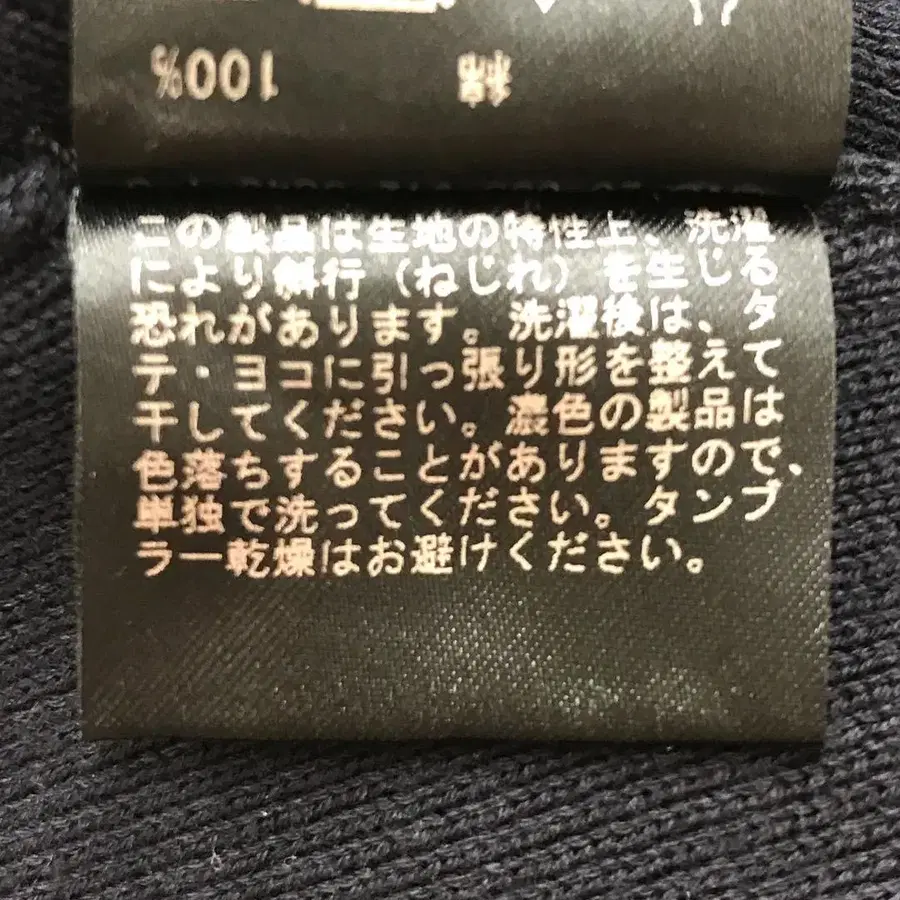 綿 100%
この製品は生地の特性上、洗濯
により斜行（ねじれ）を生じる
恐れがあります。洗濯後は、タ
テ・ヨコに引っ張り形を整えて
干してください。濃色の製品は
色落ちすることがありますので、
単独で洗ってください。タンブ
ラー乾燥はお避けください。